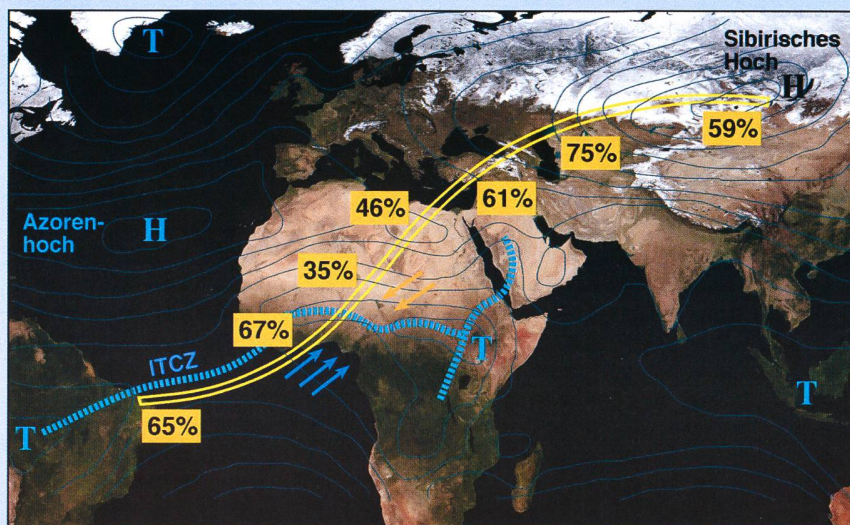 T
Sibirisches
Hoch H
59%
75%
61%
46%
Azoren-
hoch
H
35%
67%
ITCZ
T
T
65%
T